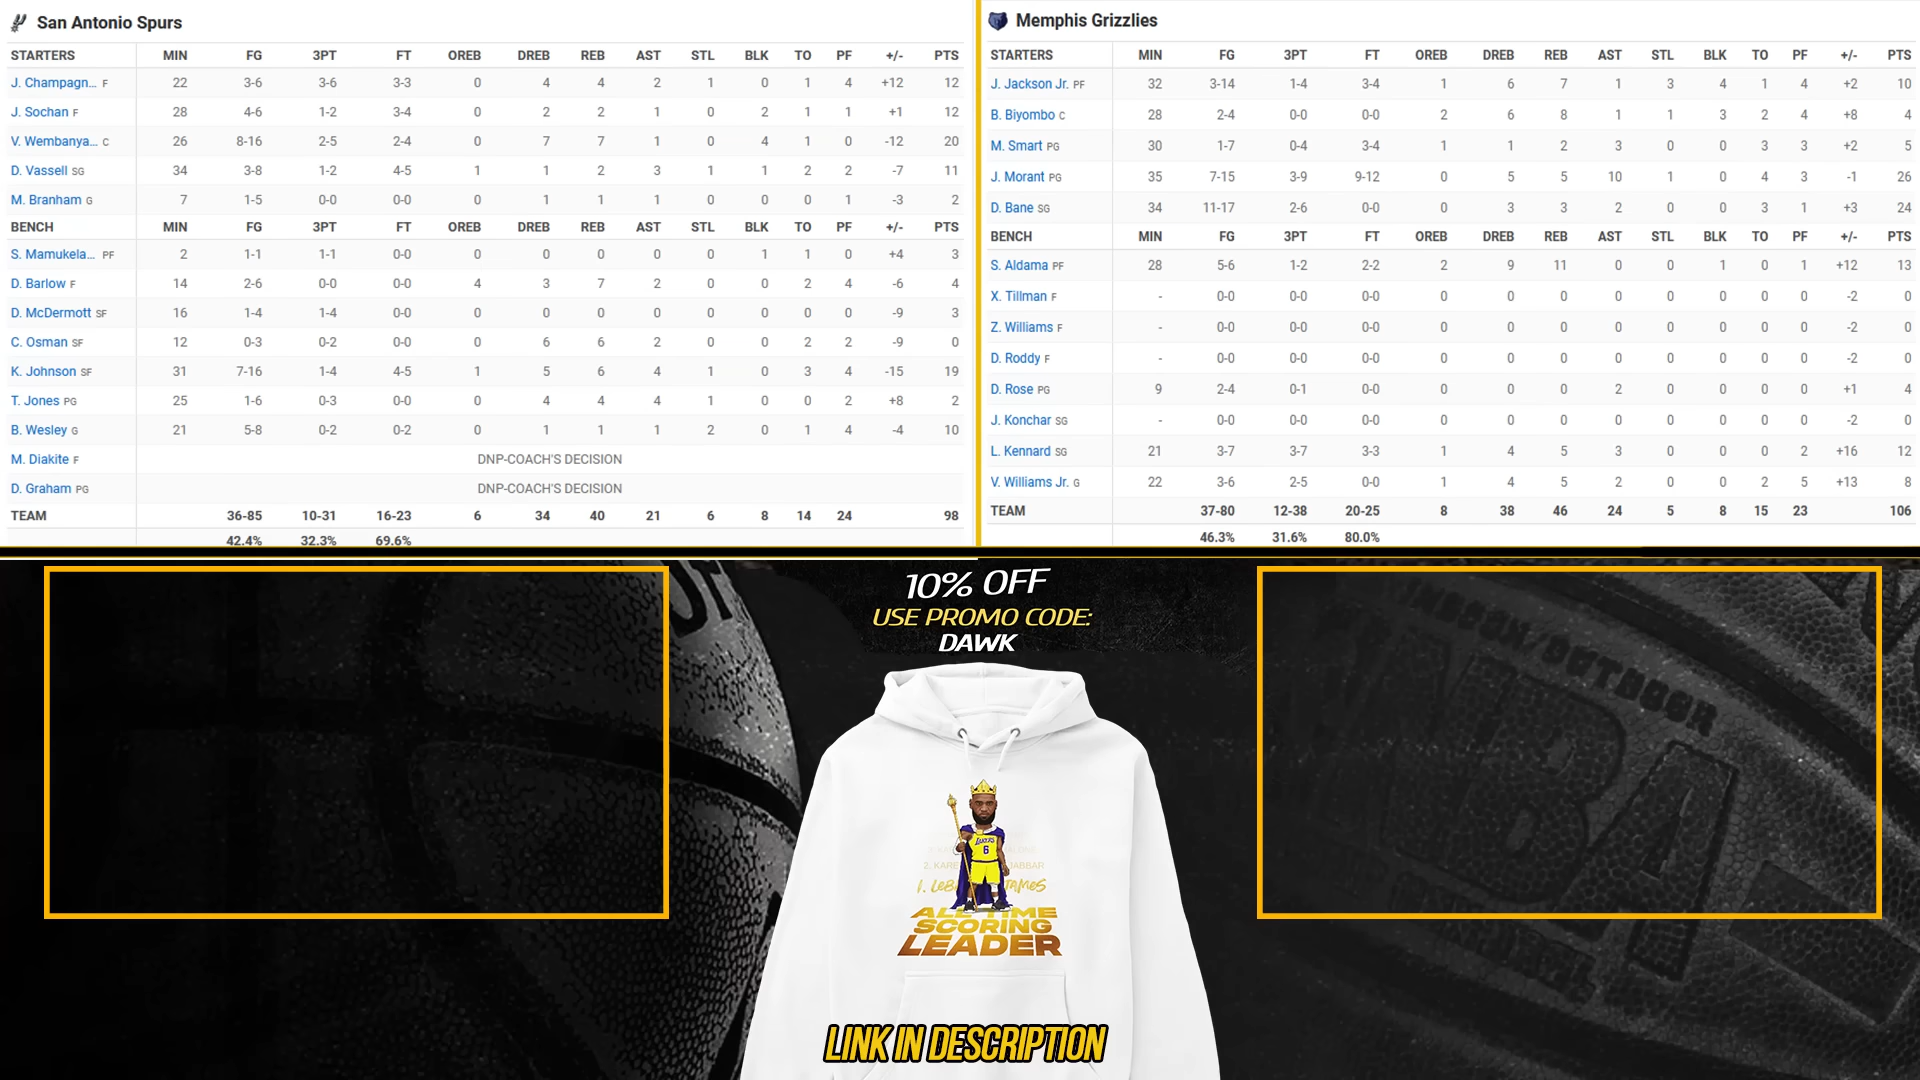 San Antonio Spurs
STARTERS MIN FG 3PT FT OREB DREB REB AST STL BLK TO PF +/- PTS
J. Champagn... F 22 3-6 3-6 3-3 0 4 4 2 1 0 1 4 +12 12
J. Sochan F 28 4-6 1-2 3-4 0 2 2 1 0 2 1 1 +1 12
V. Wembanya... C 26 8-16 2-5 2-4 0 7 7 1 0 4 1 0 -12 20
D. Vassell SG 34 3-8 1-2 4-5 1 1 2 3 1 1 2 2 -7 11
M. Branham G 7 1-5 0-0 0-0 0 1 1 1 0 0 0 1 -3 2
BENCH MIN FG 3PT FT OREB DREB REB AST STL BLK TO PF +/- PTS
S. Mamukela... PF 2 1-1 1-1 0-0 0 0 0 0 0 1 1 0 +4 3
D. Barlow F 14 2-6 0-0 0-0 4 3 7 2 0 0 2 4 -6 4
D. McDermott SF 16 1-4 1-4 0-0 0 0 0 0 0 0 0 0 -9 3
C. Osman SF 12 0-3 0-2 0-0 0 6 6 2 0 0 2 2 -9 0
K. Johnson SF 31 7-16 1-4 4-5 1 5 6 4 1 0 3 4 -15 19
T. Jones PG 25 1-6 0-3 0-0 0 4 4 4 1 0 0 2 +8 2
B. Wesley G 21 5-8 0-2 0-2 0 1 1 1 2 0 1 4 -4 10
M. Diakite F DNP-COACH'S DECISION
D. Graham PG DNP-COACH'S DECISION
TEAM 36-85 10-31 16-23 6 34 40 21 6 8 14 24 98
42.4% 32.3% 69.6%
Memphis Grizzlies
STARTERS MIN FG 3PT FT OREB DREB REB AST STL BLK TO PF +/- PTS
J. Jackson Jr. PF 32 3-14 1-4 3-4 1 6 7 1 3 4 1 4 +2 10
B. Biyombo C 28 2-4 0-0 0-0 2 6 8 1 1 3 2 4 +8 4
M. Smart PG 30 1-7 0-4 3-4 1 1 2 3 0 0 3 3 +2 5
J. Morant PG 35 7-15 3-9 9-12 0 5 5 10 1 0 4 3 -1 26
D. Bane SG 34 11-17 2-6 0-0 0 3 3 2 0 0 3 1 +3 24
BENCH MIN FG 3PT FT OREB DREB REB AST STL BLK TO PF +/- PTS
S. Aldama PF 28 5-6 1-2 2-2 2 9 11 0 0 1 0 1 +12 13
X. Tillman F - 0-0 0-0 0-0 0 0 0 0 0 0 0 0 -2 0
Z. Williams F - 0-0 0-0 0-0 0 0 0 0 0 0 0 0 -2 0
D. Roddy F - 0-0 0-0 0-0 0 0 0 0 0 0 0 0 -2 0
D. Rose PG 9 2-4 0-1 0-0 0 0 0 2 0 0 0 0 +1 4
J. Konchar SG - 0-0 0-0 0-0 0 0 0 0 0 0 0 0 -2 0
L. Kennard SG 21 3-7 3-7 3-3 1 4 5 3 0 0 0 2 +16 12
V. Williams Jr. G 22 3-6 2-5 0-0 1 4 5 2 0 0 2 5 +13 8
TEAM 37-80 12-38 20-25 8 38 46 24 5 8 15 23 106
46.3% 31.6% 80.0%
10% OFF
USE PROMO CODE:
DAWK
INDOOR/OUTDOOR
NBA
LAKERS
6
2. KARE JABBAR
1. LEB JAMES
ALL TIME
SCORING
LEADER
LINK IN DESCRIPTION